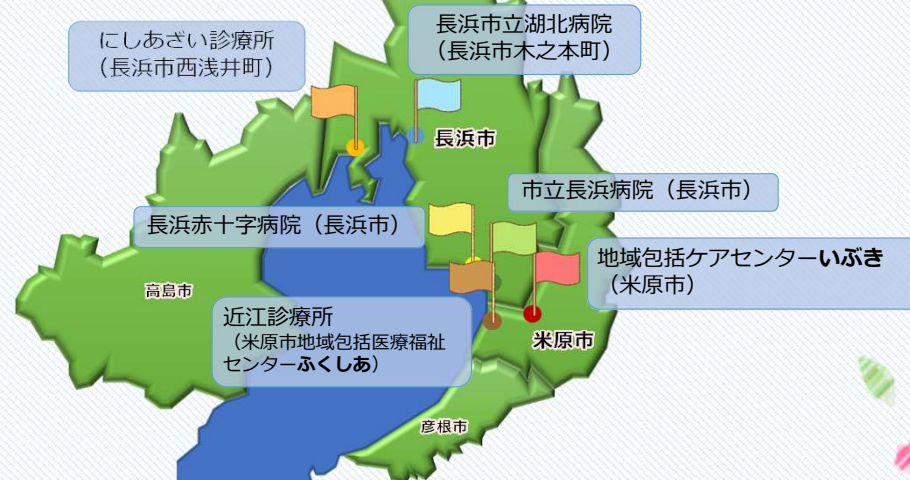 にしあざい診療所
（長浜市西浅井町）
長浜市立湖北病院
（長浜市木之本町）
長浜市
市立長浜病院（長浜市）
長浜赤十字病院（長浜市）
地域包括ケアセンターいぶき
（米原市）
高島市
近江診療所
（米原市地域包括医療福祉
センターふくしあ）
米原市
彦根市